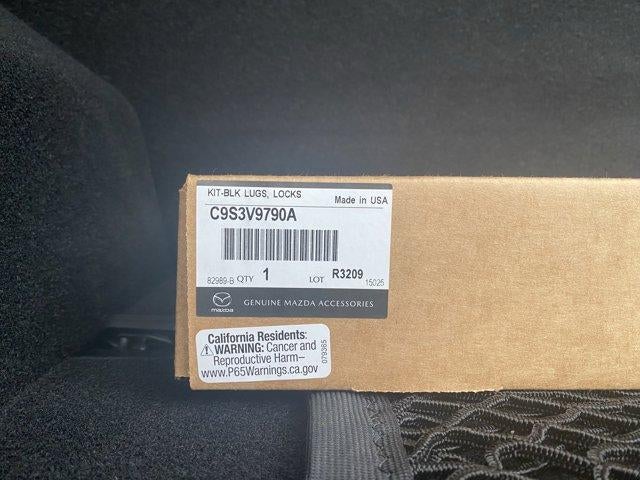 KIT-BLK LUGS, LOCKS
Made in USA
C9S3V9790A
82989-B QTY 1 LOT R3209 15025
mazda GENUINE MAZDA ACCESSORIES
California Residents:
WARNING: Cancer and
Reproductive Harm–
www.P65Warnings.ca.gov
079365